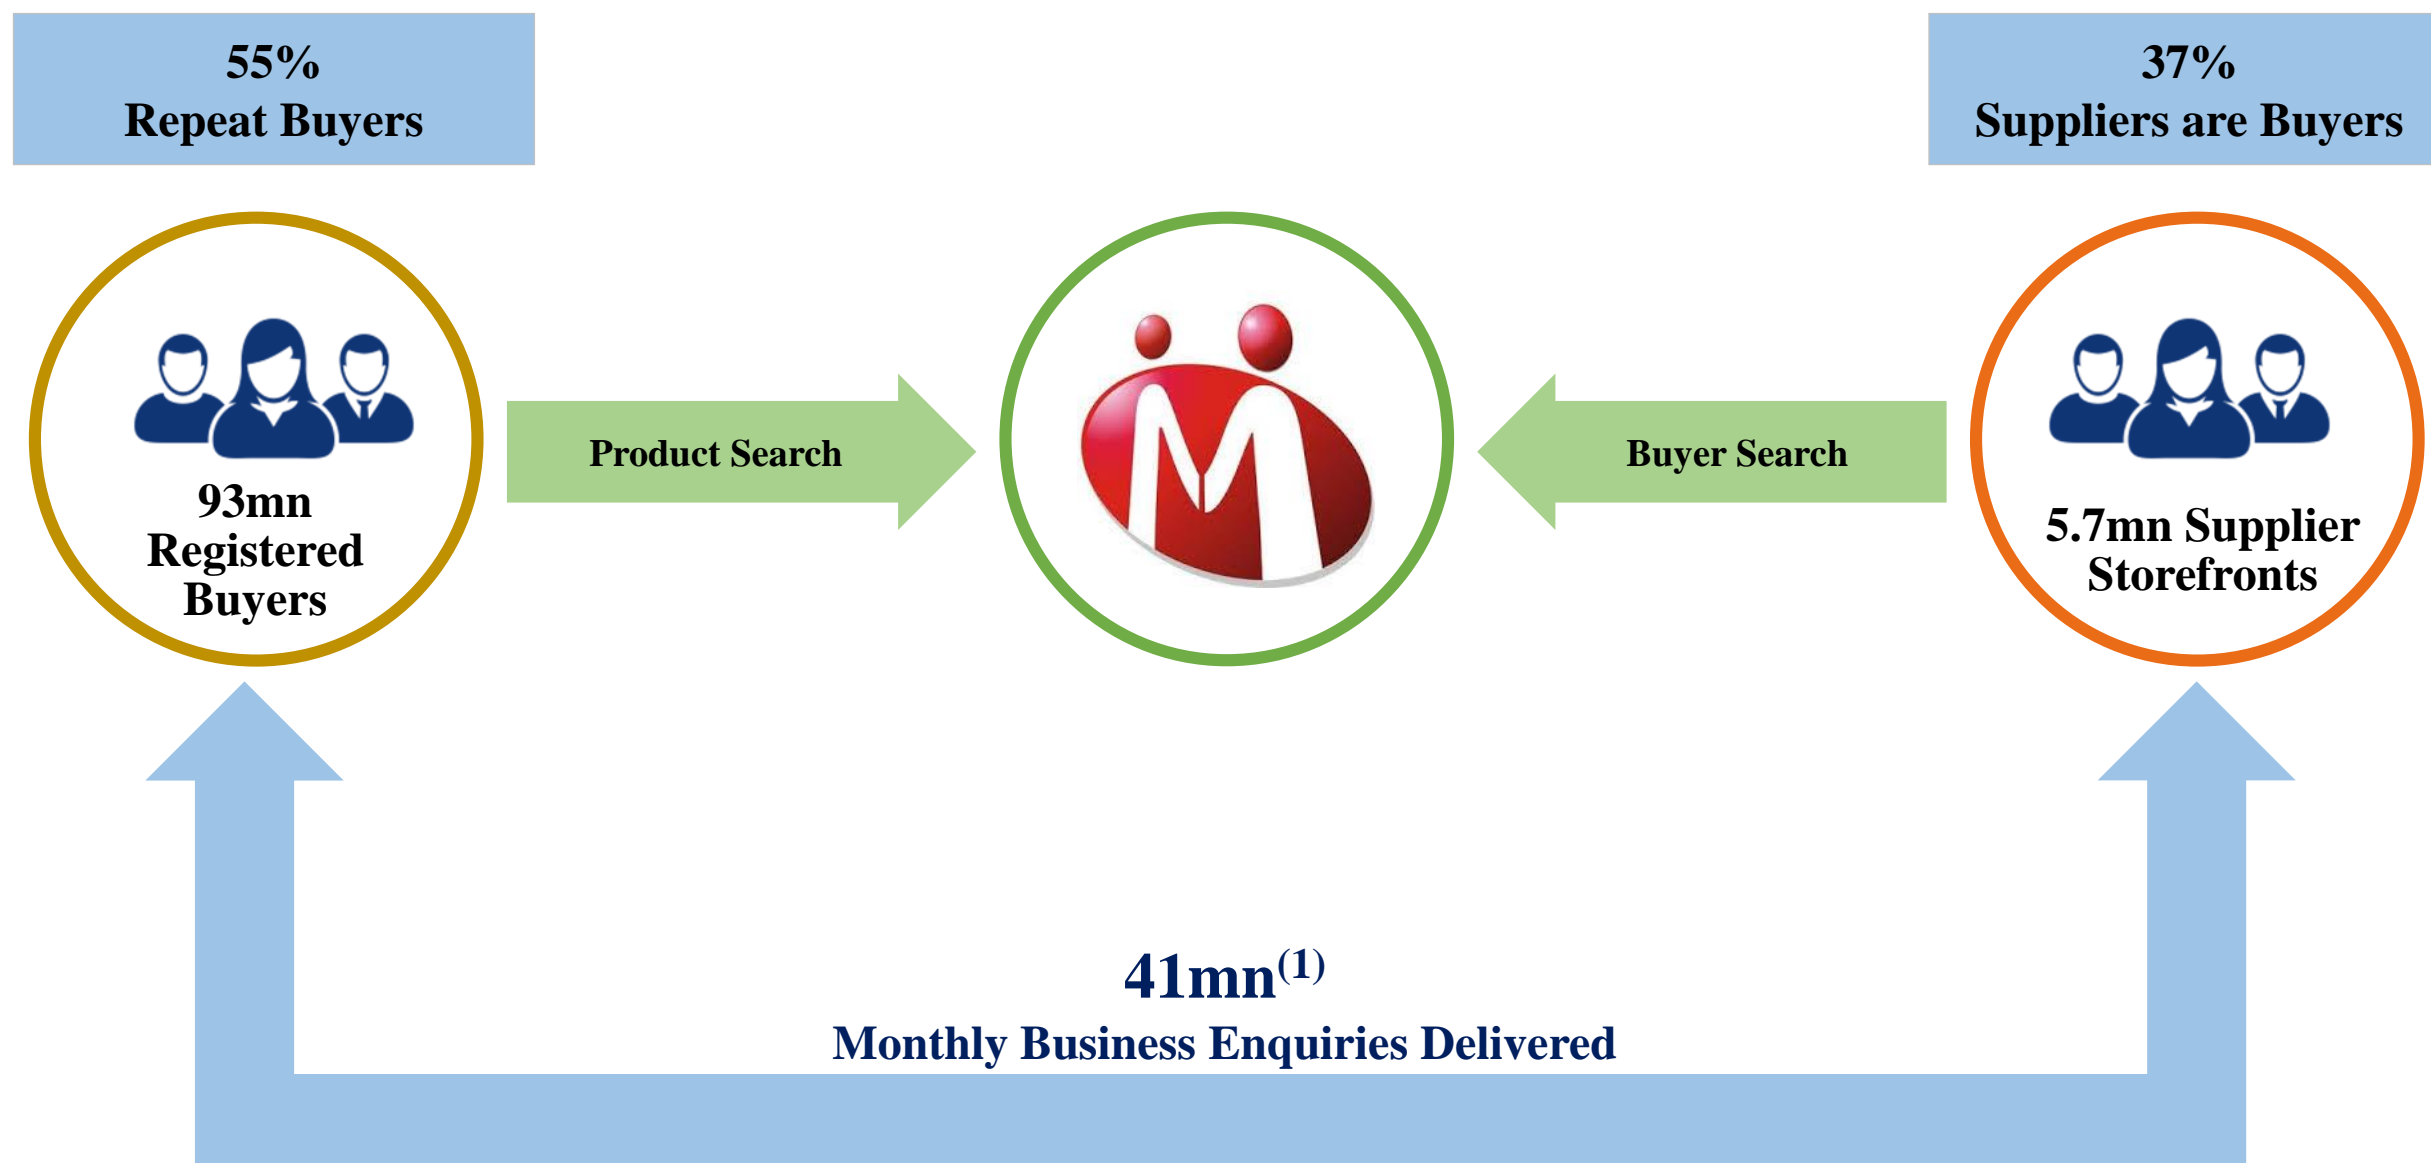 55%
Repeat Buyers
37%
Suppliers are Buyers
93mn
Registered
Buyers
Product Search
Buyer Search
5.7mn Supplier
Storefronts
41mn(1)
Monthly Business Enquiries Delivered